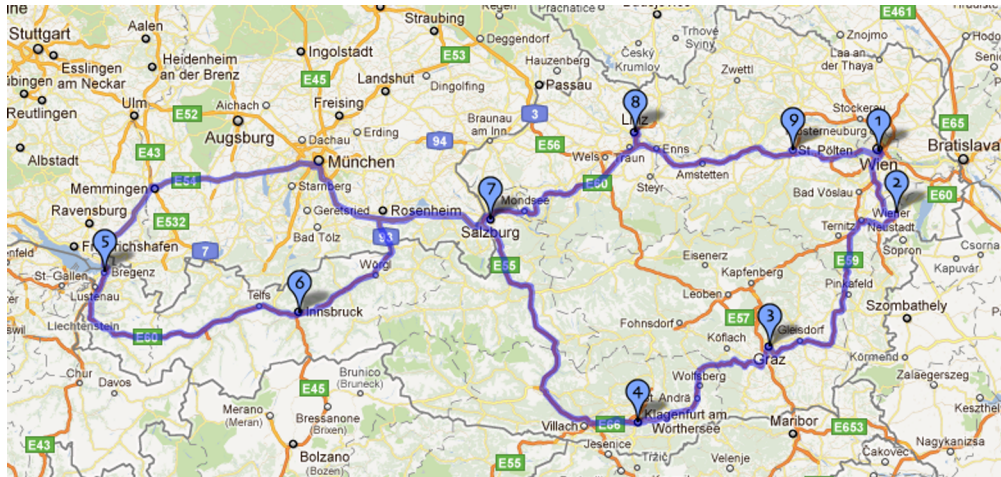 Stuttgart
Esslingen
am Neckar
Reutlingen
Albstadt
Aalen
Heidenheim
an der Brenz
Ulm
E43
E52
Aichach
Augsburg
Ingolstadt
E45
Freising
Dachau
München
Straubing
Deggendorf
E53
Landshut
Dingolfing
Erding
94
Braunau
am Inn
Hauzenberg
Passau
3
E56
Prachatice
Český
Krumlov
Trhové
Sviny
Zwettl
E461
Znojmo
Laa an
der Thaya
Stockerau
E65
Bratislava
E60
8
Wels
Traun
Enns
Steyr
Amstetten
9
St. Pölten
1
Wien
2
Bad Vöslau
Wiener
Neustadt
Ternitz
Sopron
Csorna
Kapuvár
E59
Pinkafeld
Szombathely
Memmingen
Ravensburg
E532
Starnberg
Geretsried
Bad Tölz
7
Rosenheim
93
Wörgl
7
Mondsee
Salzburg
E60
E55
5
Bregenz
St-Gallen
Lustenau
Liechtenstein
E60
Telfs
6
Innsbruck
Chur
Davos
E43
E45
Brunico
(Bruneck)
Merano
(Meran)
Bressanone
(Brixen)
Bolzano
(Bozen)
Eisenerz
Kapfenberg
Leoben
E57
Fohnsdorf
Köflach
3
Gleisdorf
Graz
Wolfsberg
St. Andrä
4
Klagenfurt am
Wörthersee
Villach
E66
Jesenice
Tržič
Velenje
E55
Maribor
E653
Čakovec
Nagykanizsa
Körmend
Zalaegerszeg
Keszthely